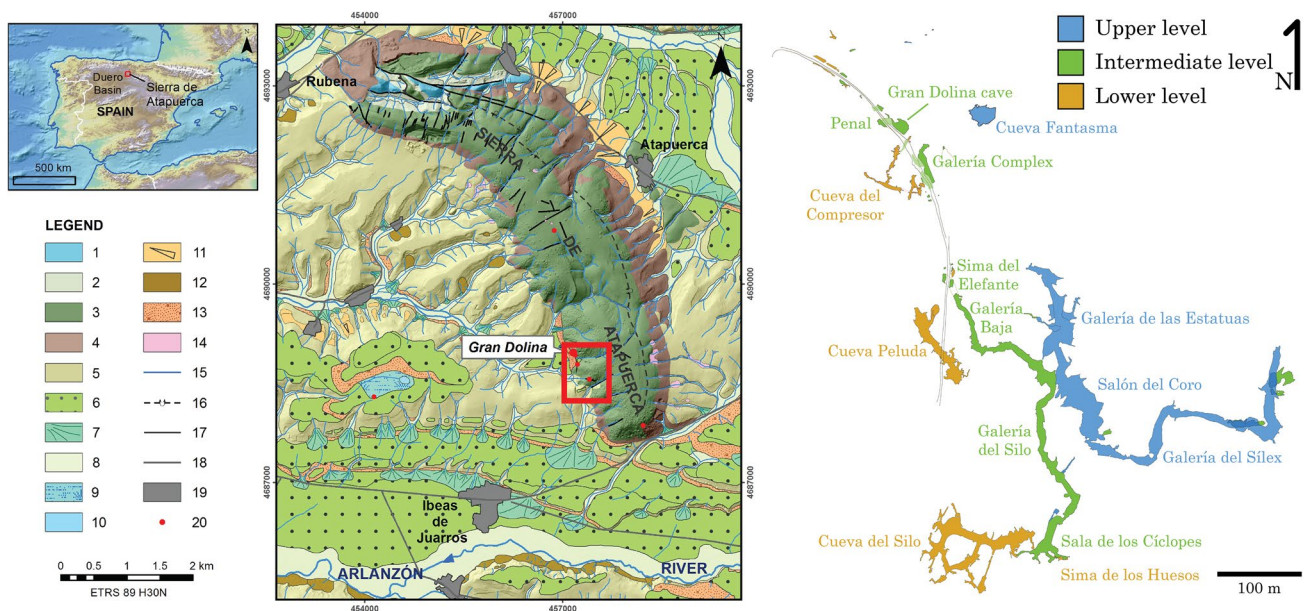 N
Duero
Basin
Sierra de
Atapuerca
SPAIN
500 km
LEGEND
1
2
3
4
5
6
7
8
9
10
11
12
13
14
15
16
17
18
19
20
0 1 2 km
ETRS 89 H30N
454000
457000
4693000
4693000
4690000
4690000
4687000
4687000
454000
457000
N
Rubena
Atapuerca
SIERRA
DE
ATAPUERCA
Gran Dolina
Ibeas
de
Juarros
ARLANZÓN
RIVER
Upper level
Intermediate level
Lower level
N
Gran Dolina cave
Penal
Cueva Fantasma
Galería Complex
Cueva del
Compresor
Sima del
Elefante
Galería
Baja
Galería de las Estatuas
Cueva Peluda
Salón del Coro
Galería
del Silo
Galería del Sílex
Cueva del Silo
Sala de los Cíclopes
Sima de los Huesos
100 m